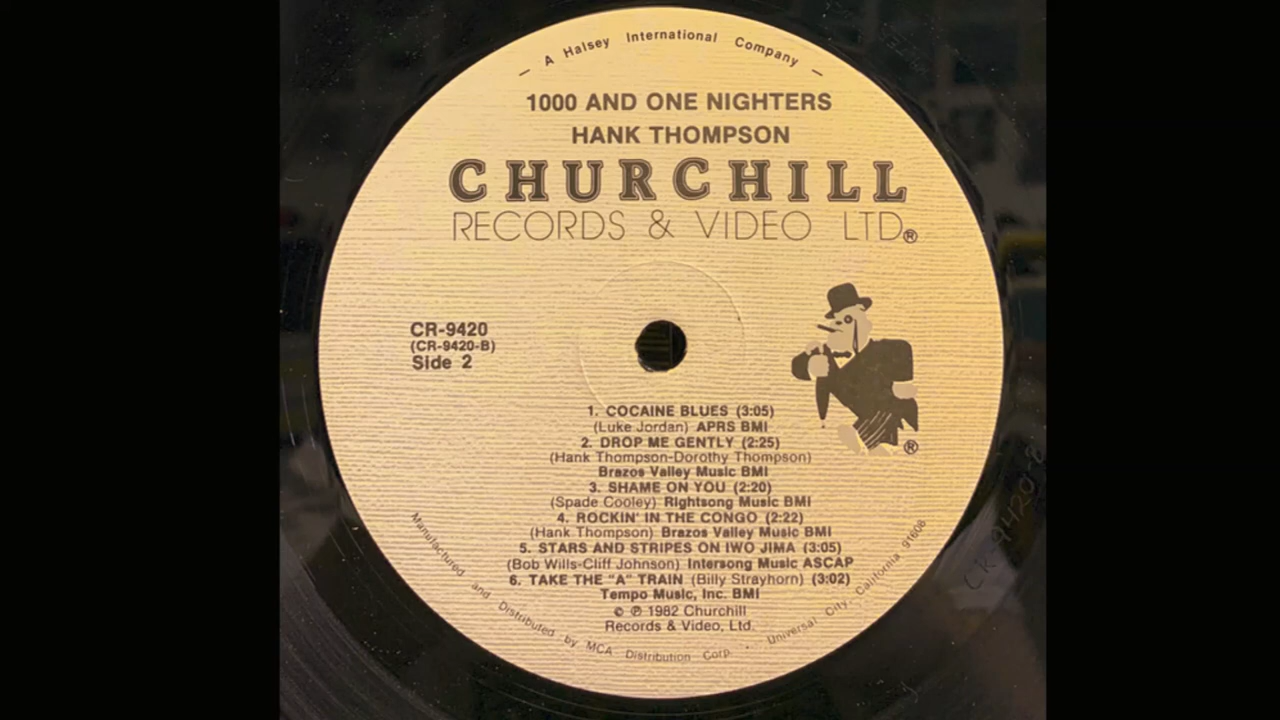 — A Halsey International Company —
1000 AND ONE NIGHTERS
HANK THOMPSON
CHURCHILL
RECORDS & VIDEO LTD.®
CR-9420
(CR-9420-B)
Side 2
®
1. COCAINE BLUES (3:05)
(Luke Jordan) APRS BMI
2. DROP ME GENTLY (2:25)
(Hank Thompson-Dorothy Thompson)
Brazos Valley Music BMI
3. SHAME ON YOU (2:20)
(Spade Cooley) Rightsong Music BMI
4. ROCKIN' IN THE CONGO (2:22)
(Hank Thompson) Brazos Valley Music BMI
5. STARS AND STRIPES ON IWO JIMA (3:05)
(Bob Wills-Cliff Johnson) Intersong Music ASCAP
6. TAKE THE "A" TRAIN (Billy Strayhorn) (3:02)
Tempo Music, Inc. BMI
© ℗ 1982 Churchill
Records & Video, Ltd.
Manufactured and Distributed by MCA Distribution Corp. • Universal City, California 91608